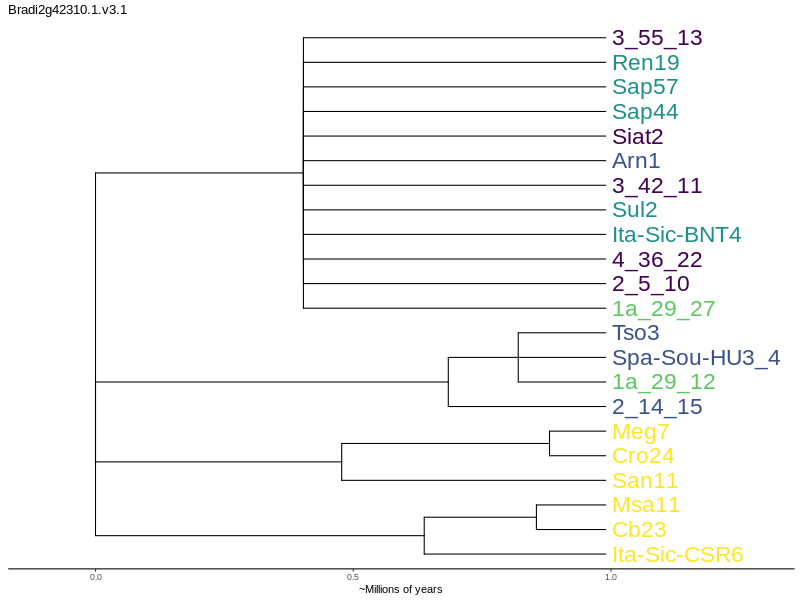 Bradi2g42310.1.v3.1
3_55_13
Ren19
Sap57
Sap44
Siat2
Arn1
3_42_11
Sul2
Ita-Sic-BNT4
4_36_22
2_5_10
1a_29_27
Tso3
Spa-Sou-HU3_4
1a_29_12
2_14_15
Meg7
Cro24
San11
Msa11
Cb23
Ita-Sic-CSR6
0.0 0.5 1.0
~Millions of years